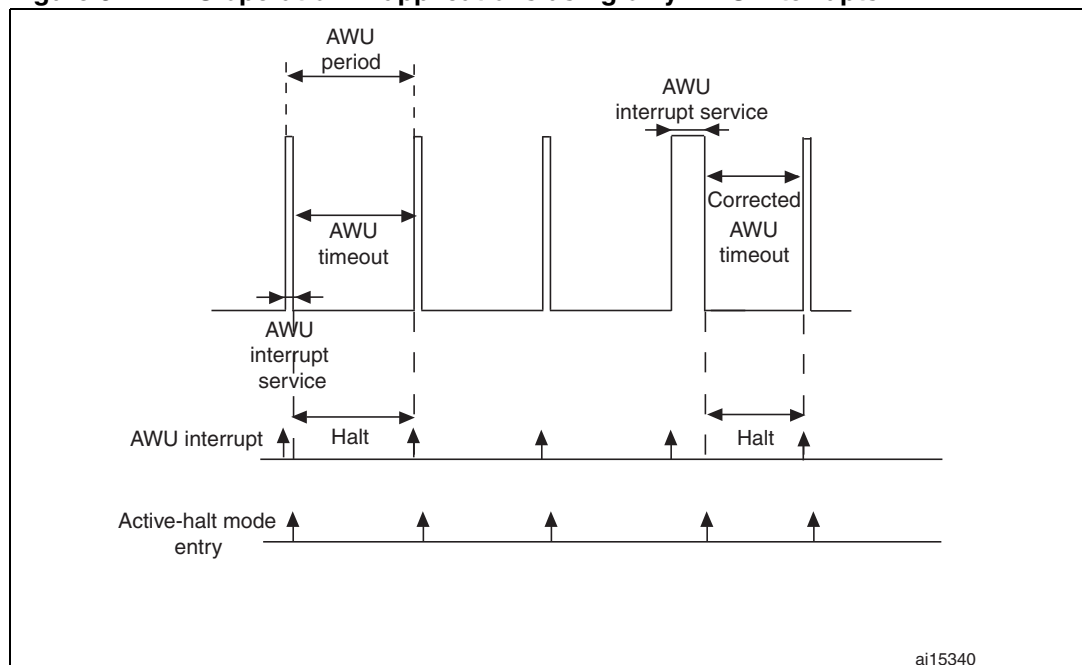 AWU
period
AWU
interrupt service
Corrected
AWU
timeout
AWU
timeout
AWU
interrupt
service
AWU interrupt
Halt
Halt
Active-halt mode
entry
ai15340